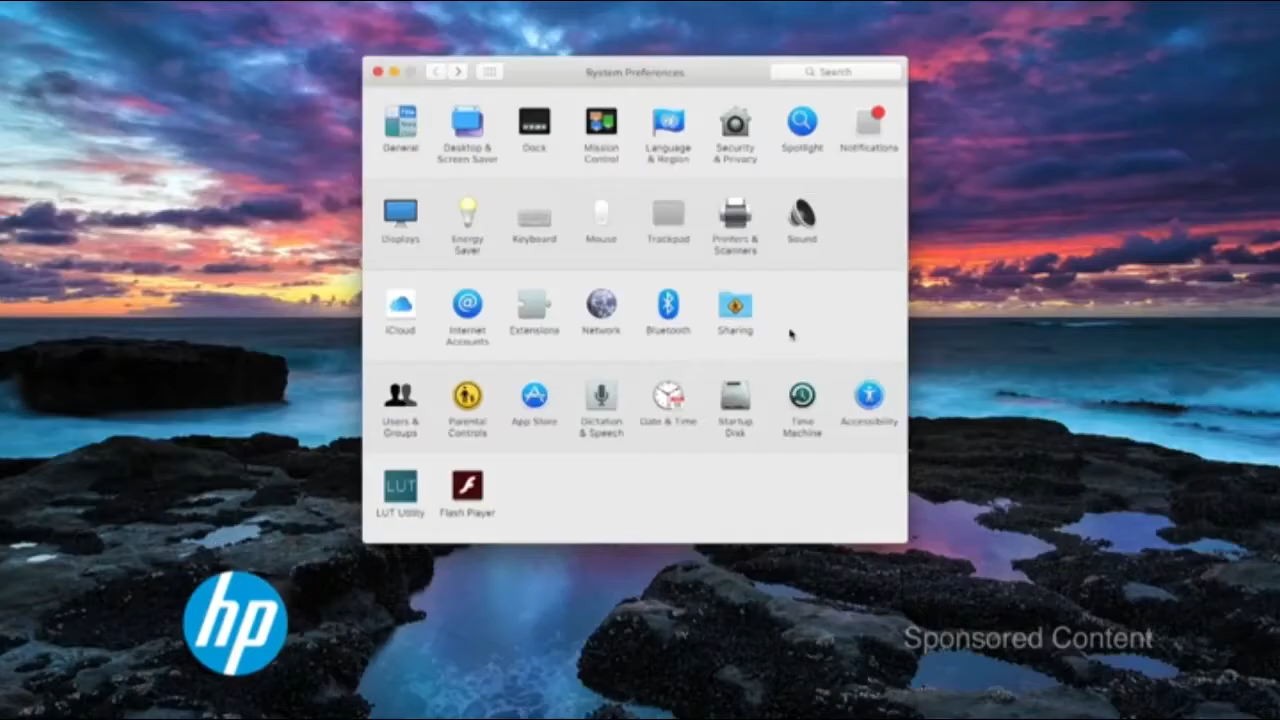 System Preferences
Search
General
Desktop &
Screen Saver
Dock
Mission
Control
Language
& Region
Security
& Privacy
Spotlight
Notifications
Displays
Energy
Saver
Keyboard
Mouse
Trackpad
Printers &
Scanners
Sound
iCloud
Internet
Accounts
Extensions
Network
Bluetooth
Sharing
Users &
Groups
Parental
Controls
App Store
Dictation
& Speech
Date & Time
Startup
Disk
Time
Machine
Accessibility
LUT
LUT Utility
Flash Player
hp
Sponsored Content